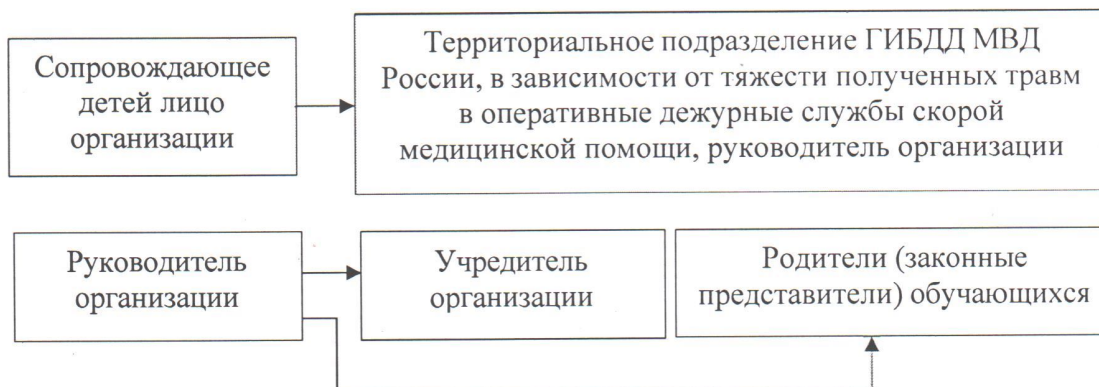 Сопровождающее
детей лицо
организации
Территориальное подразделение ГИБДД МВД
России, в зависимости от тяжести полученных травм
в оперативные дежурные службы скорой
медицинской помощи, руководитель организации
Руководитель
организации
Учредитель
организации
Родители (законные
представители) обучающихся